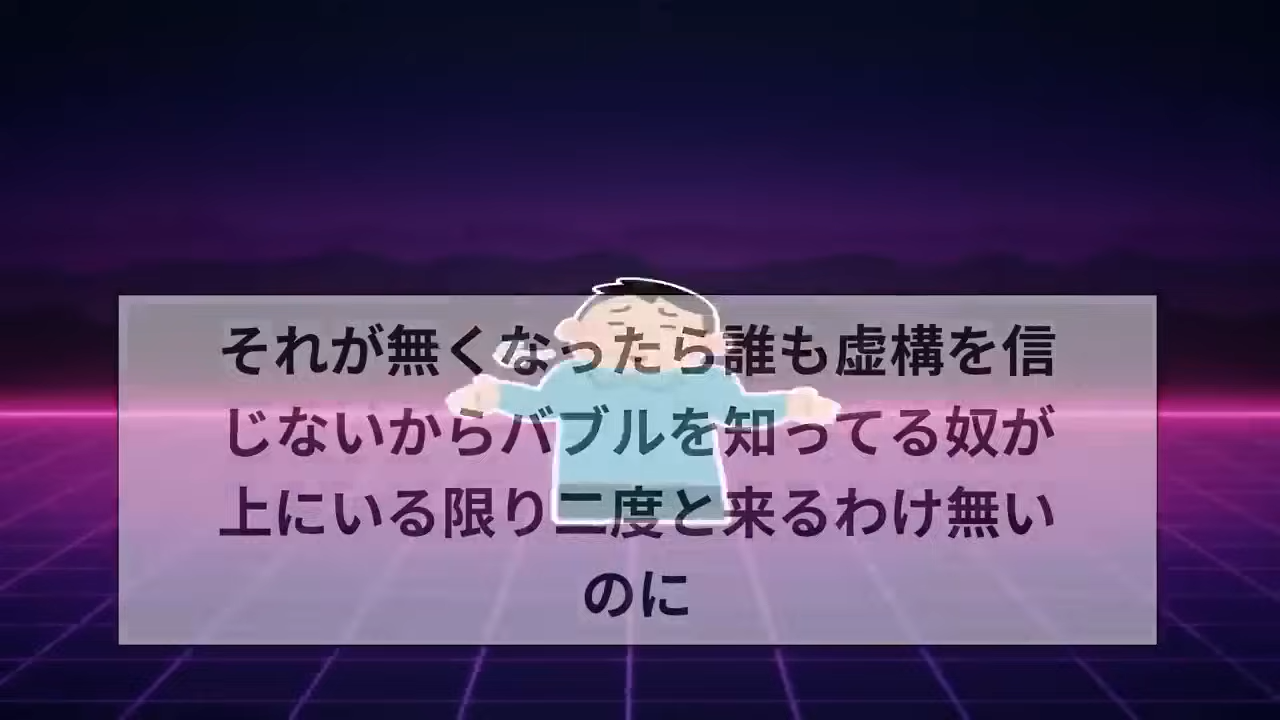 それが無くなったら誰も虚構を信
じないからバブルを知ってる奴が
上にいる限り二度と来るわけ無い
のに